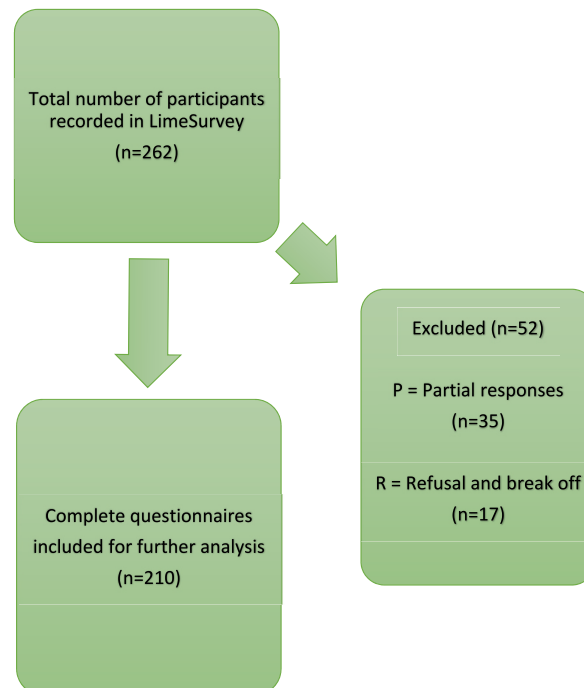 Total number of participants
recorded in LimeSurvey
(n=262)
Excluded (n=52)
P = Partial responses
(n=35)
R = Refusal and break off
(n=17)
Complete questionnaires
included for further analysis
(n=210)